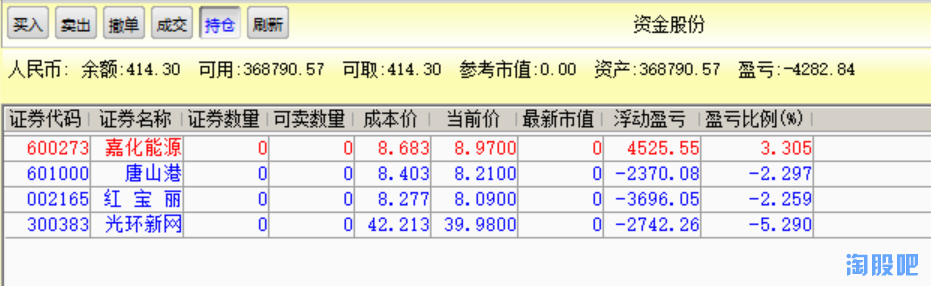 买入 卖出 撤单 成交 持仓 刷新 资金股份
人民币: 余额:414.30 可用:368790.57 可取:414.30 参考市值:0.00 资产:368790.57 盈亏:-4282.84
证券代码 证券名称 证券数量 可卖数量 成本价 当前价 最新市值 浮动盈亏 盈亏比例(%)
600273 嘉化能源 0 0 8.683 8.9700 0 4525.55 3.305
601000 唐山港 0 0 8.403 8.2100 0 -2370.08 -2.297
002165 红 宝 丽 0 0 8.277 8.0900 0 -3696.05 -2.259
300383 光环新网 0 0 42.213 39.9800 0 -2742.26 -5.290
淘股吧